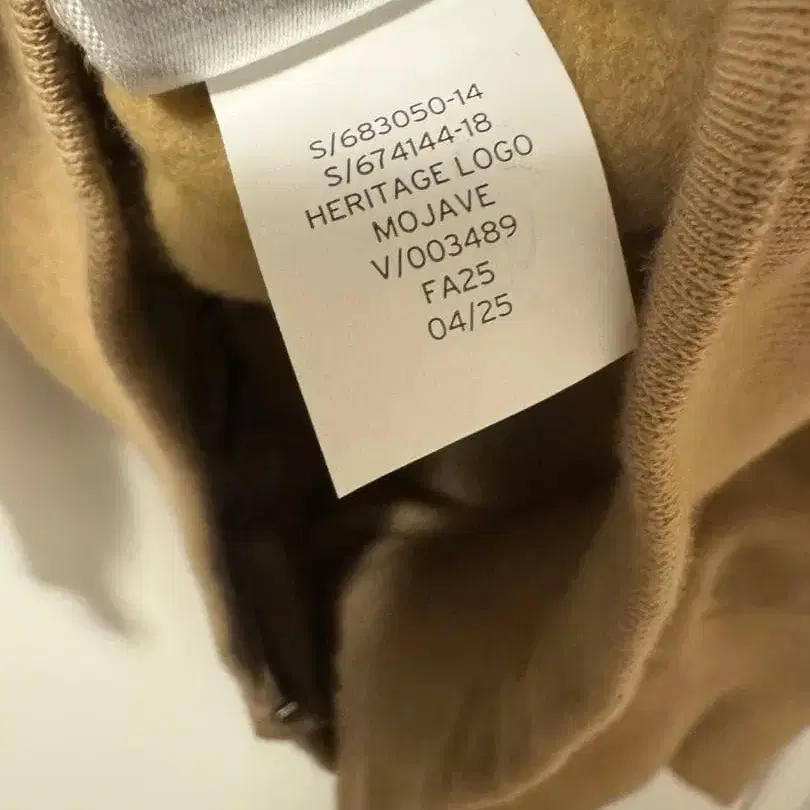 S/683050-14
S/674144-18
HERITAGE LOGO
MOJAVE
V/003489
FA25
04/25